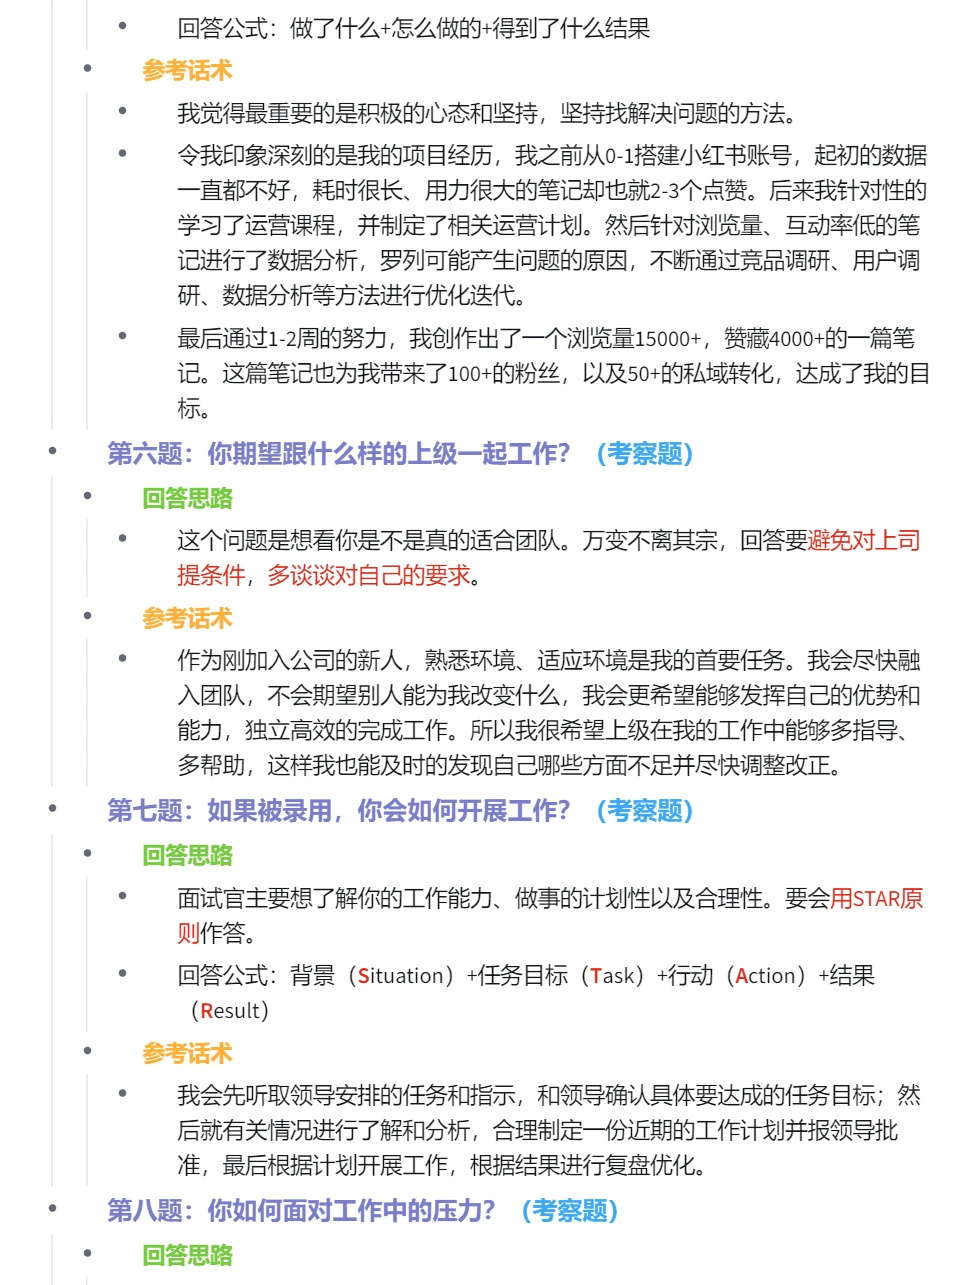 回答公式：做了什么+怎么做的+得到了什么结果
参考话术
我觉得最重要的是积极的心态和坚持，坚持找解决问题的方法。
令我印象深刻的是我的项目经历，我之前从0-1搭建小红书账号，起初的数据
一直都不好，耗时很长、用力很大的笔记却也就2-3个点赞。后来我针对性的
学习了运营课程，并制定了相关运营计划。然后针对浏览量、互动率低的笔
记进行了数据分析，罗列可能产生问题的原因，不断通过竞品调研、用户调
研、数据分析等方法进行优化迭代。
最后通过1-2周的努力，我创作出了一个浏览量15000+，赞藏4000+的一篇笔
记。这篇笔记也为我带来了100+的粉丝，以及50+的私域转化，达成了我的目
标。
第六题：你期望跟什么样的上级一起工作？（考察题）
回答思路
这个问题是想看你是不是真的适合团队。万变不离其宗，回答要避免对上司
提条件，多谈谈对自己的要求。
参考话术
作为刚加入公司的新人，熟悉环境、适应环境是我的首要任务。我会尽快融
入团队，不会期望别人能为我改变什么，我会更希望能够发挥自己的优势和
能力，独立高效的完成工作。所以我很希望上级在我的工作中能够多指导、
多帮助，这样我也能及时的发现自己哪些方面不足并尽快调整改正。
第七题：如果被录用，你会如何开展工作？（考察题）
回答思路
面试官主要想了解你的工作能力、做事的计划性以及合理性。要会用STAR原
则作答。
回答公式：背景（Situation）+任务目标（Task）+行动（Action）+结果
（Result）
参考话术
我会先听取领导安排的任务和指示，和领导确认具体要达成的任务目标；然
后就有关情况进行了解和分析，合理制定一份近期的工作计划并报领导批
准，最后根据计划开展工作，根据结果进行复盘优化。
第八题：你如何面对工作中的压力？（考察题）
回答思路